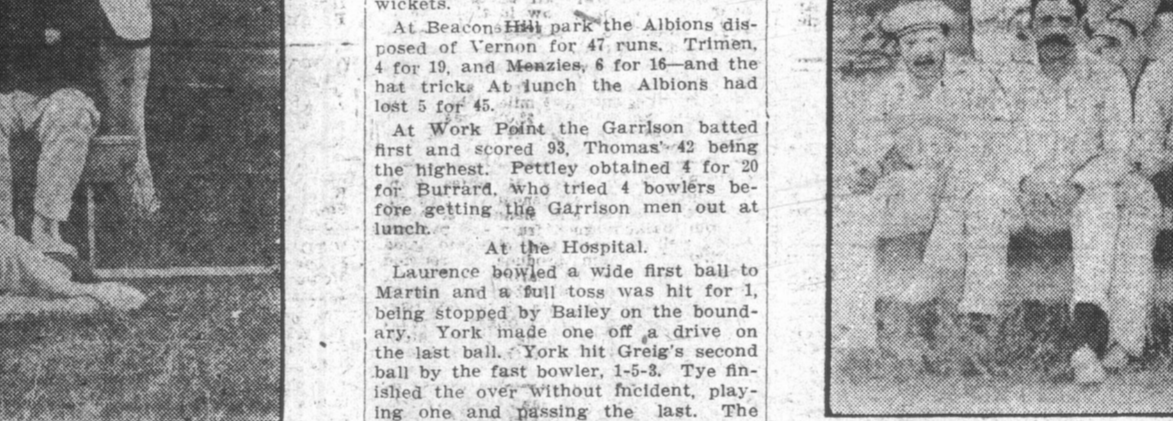 wickets.
At Beacon Hill park the Albions dis-
posed of Vernon for 47 runs. Trimen,
4 for 19, and Menzies, 6 for 16—and the
hat trick. At lunch the Albions had
lost 5 for 45.
At Work Point the Garrison batted
first and scored 93, Thomas' 42 being
the highest. Pettley obtained 4 for 20
for Burrard, who tried 4 bowlers be-
fore getting the Garrison men out at
lunch.
At the Hospital.
Laurence bowled a wide first ball to
Martin and a full toss was hit for 1,
being stopped by Bailey on the bound-
ary. York made one off a drive on
the last ball. York hit Greig's second
ball by the fast bowler, 1-5-3. Tye fin-
ished the over without incident, play-
ing one and passing the last. The